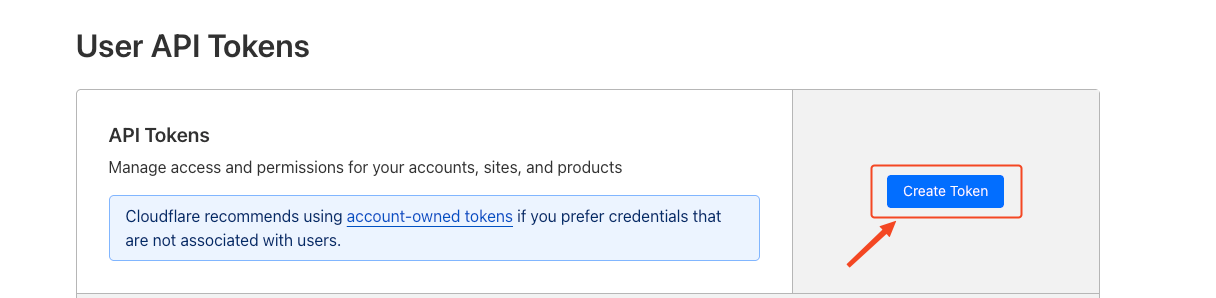 User API Tokens
API Tokens
Manage access and permissions for your accounts, sites, and products
Cloudflare recommends using account-owned tokens if you prefer credentials that
are not associated with users.
Create Token